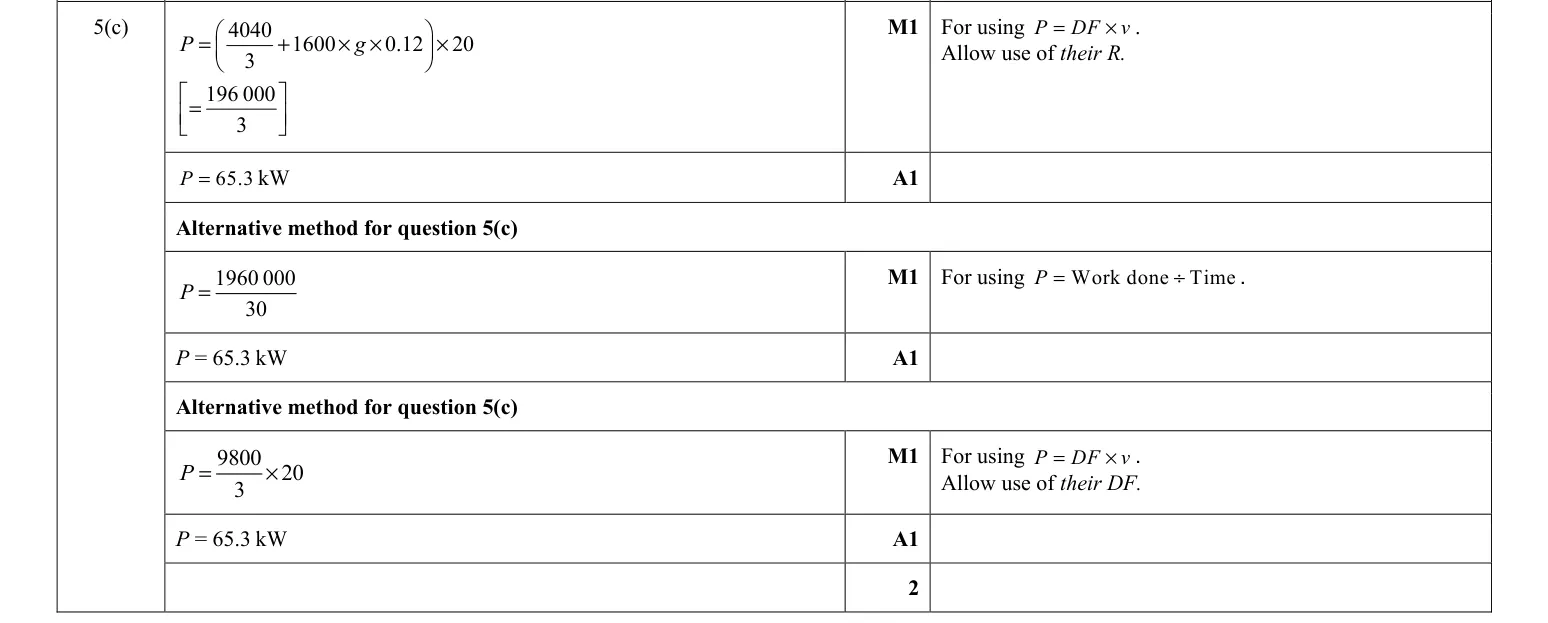 5(c)
P = (4040/3 + 1600 × g × 0.12) × 20
[= 196 000/3]
M1
For using P = DF × v .
Allow use of their R.
P = 65.3 kW
A1
Alternative method for question 5(c)
P = 1960 000/30
M1
For using P = Work done ÷ Time .
P = 65.3 kW
A1
Alternative method for question 5(c)
P = 9800/3 × 20
M1
For using P = DF × v .
Allow use of their DF.
P = 65.3 kW
A1
2